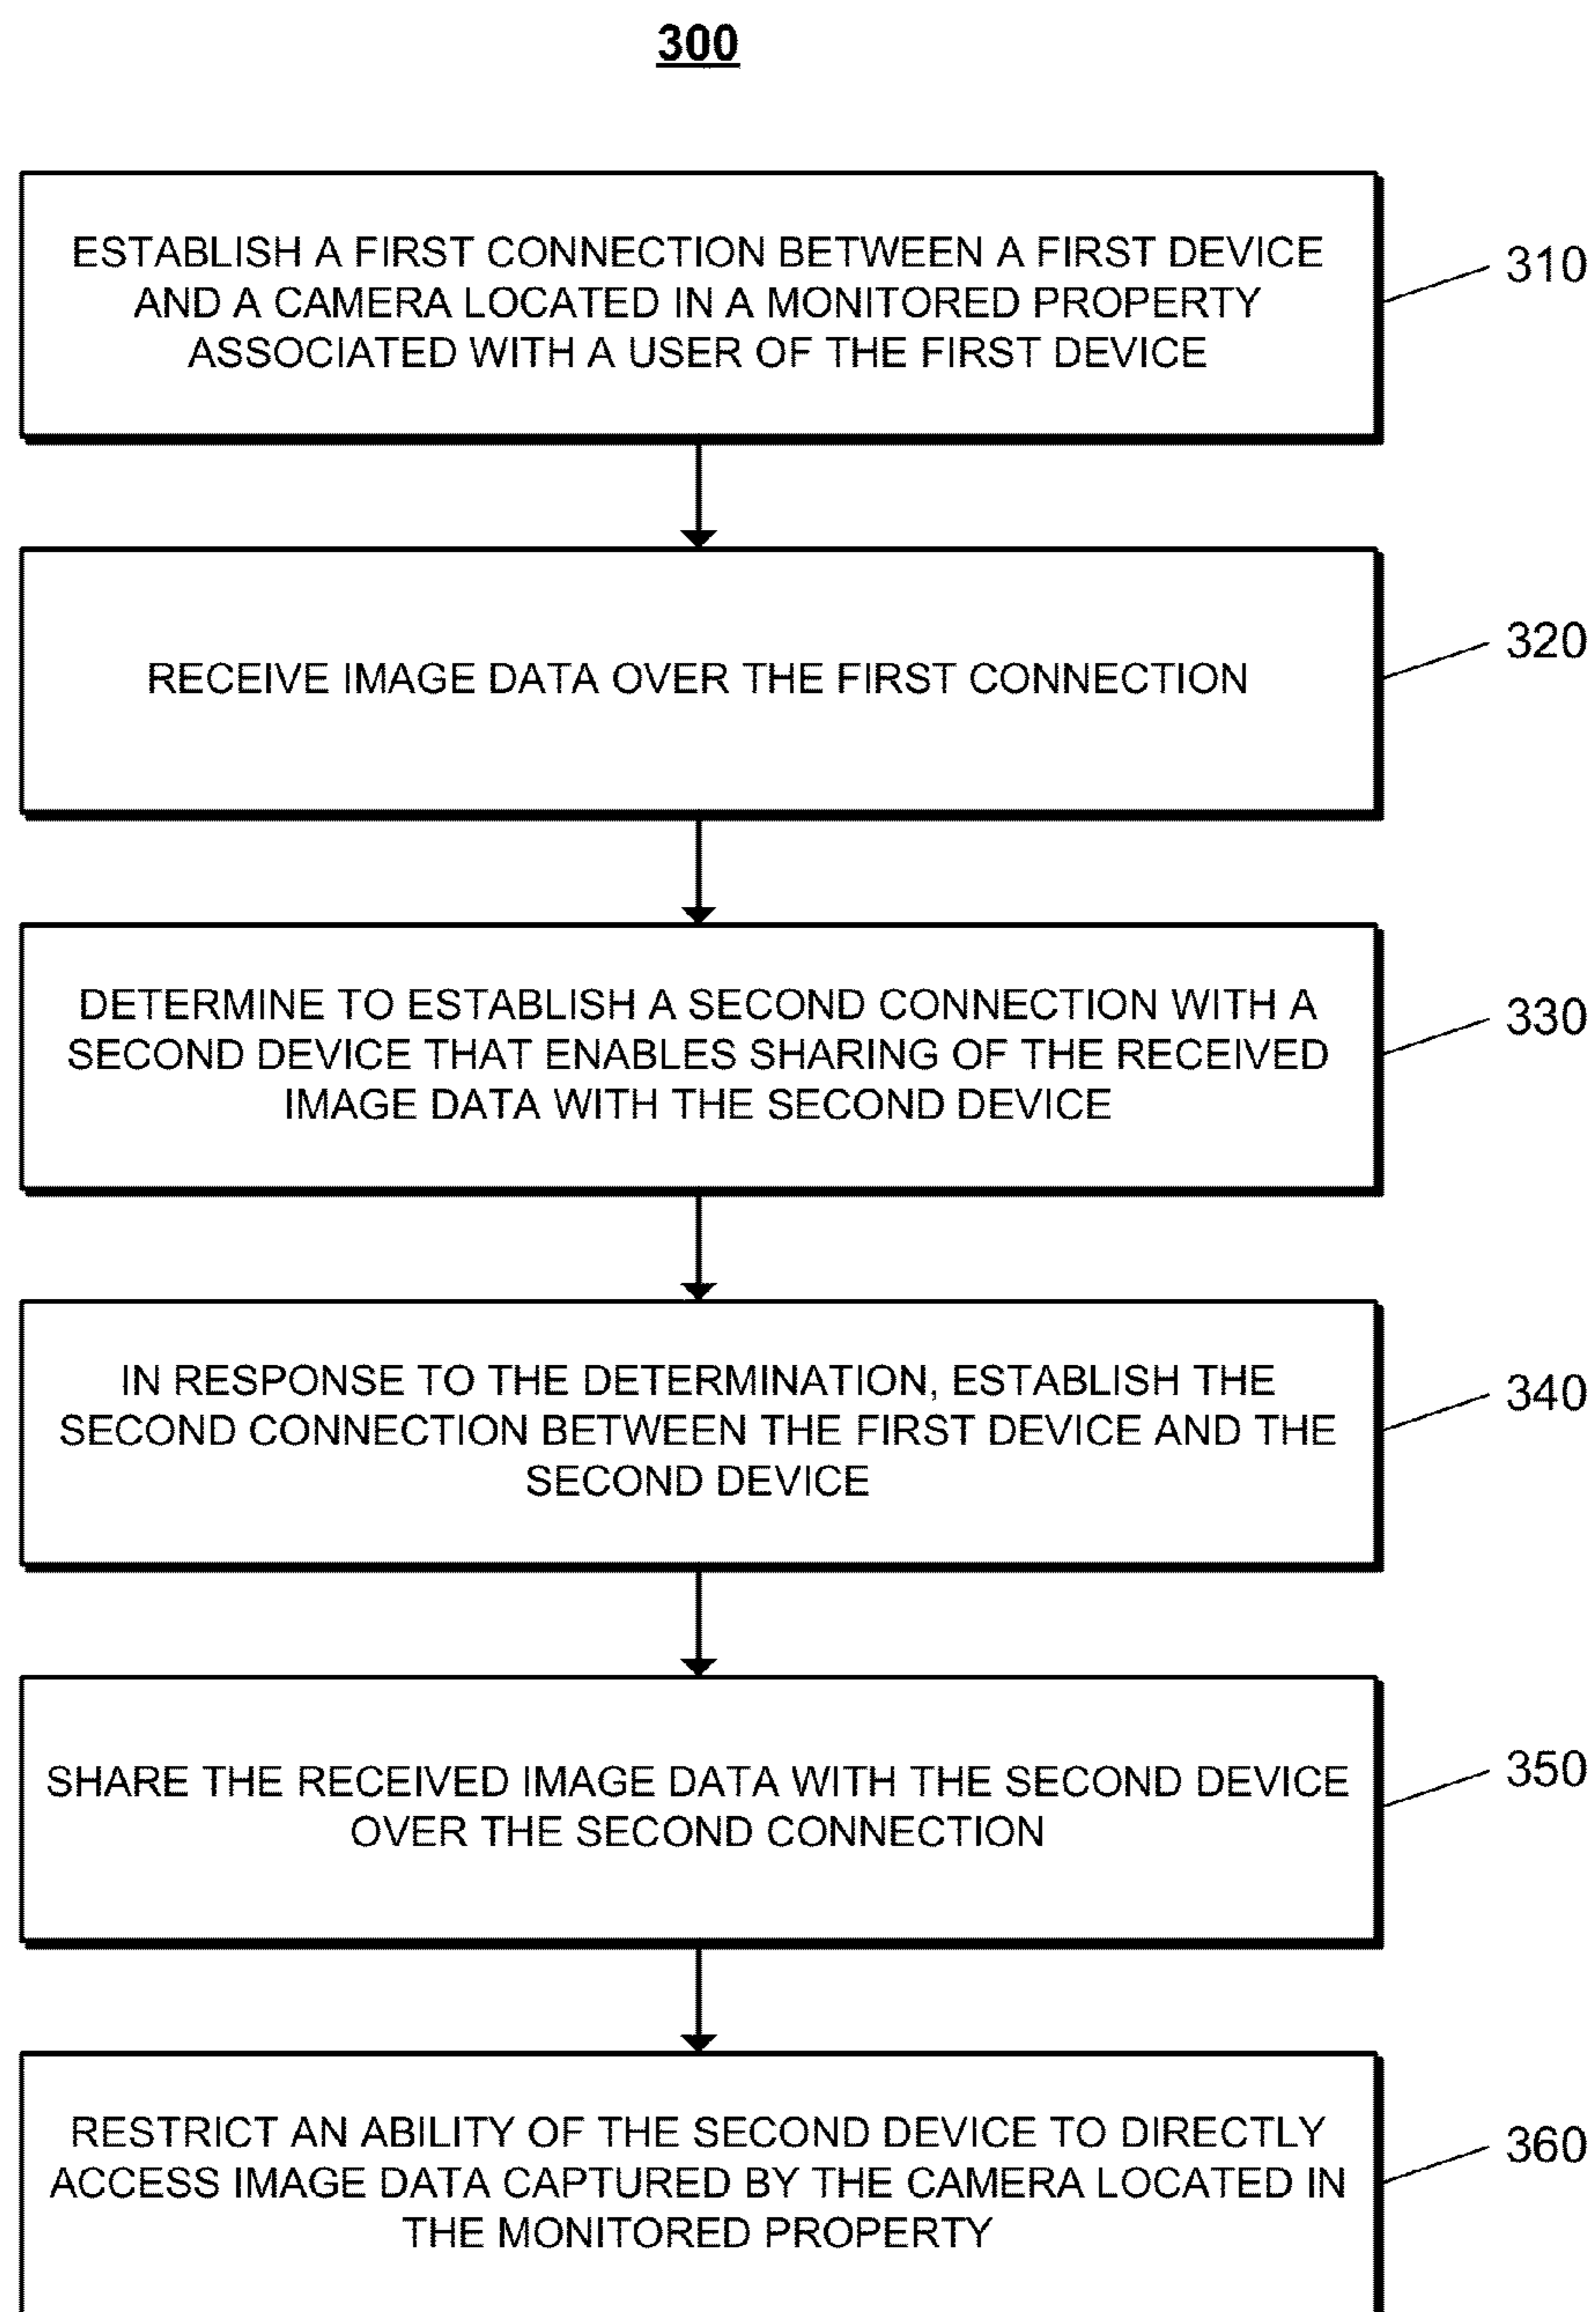 300
ESTABLISH A FIRST CONNECTION BETWEEN A FIRST DEVICE
AND A CAMERA LOCATED IN A MONITORED PROPERTY
ASSOCIATED WITH A USER OF THE FIRST DEVICE
310
RECEIVE IMAGE DATA OVER THE FIRST CONNECTION
320
DETERMINE TO ESTABLISH A SECOND CONNECTION WITH A
SECOND DEVICE THAT ENABLES SHARING OF THE RECEIVED
IMAGE DATA WITH THE SECOND DEVICE
330
IN RESPONSE TO THE DETERMINATION, ESTABLISH THE
SECOND CONNECTION BETWEEN THE FIRST DEVICE AND THE
SECOND DEVICE
340
SHARE THE RECEIVED IMAGE DATA WITH THE SECOND DEVICE
OVER THE SECOND CONNECTION
350
RESTRICT AN ABILITY OF THE SECOND DEVICE TO DIRECTLY
ACCESS IMAGE DATA CAPTURED BY THE CAMERA LOCATED IN
THE MONITORED PROPERTY
360